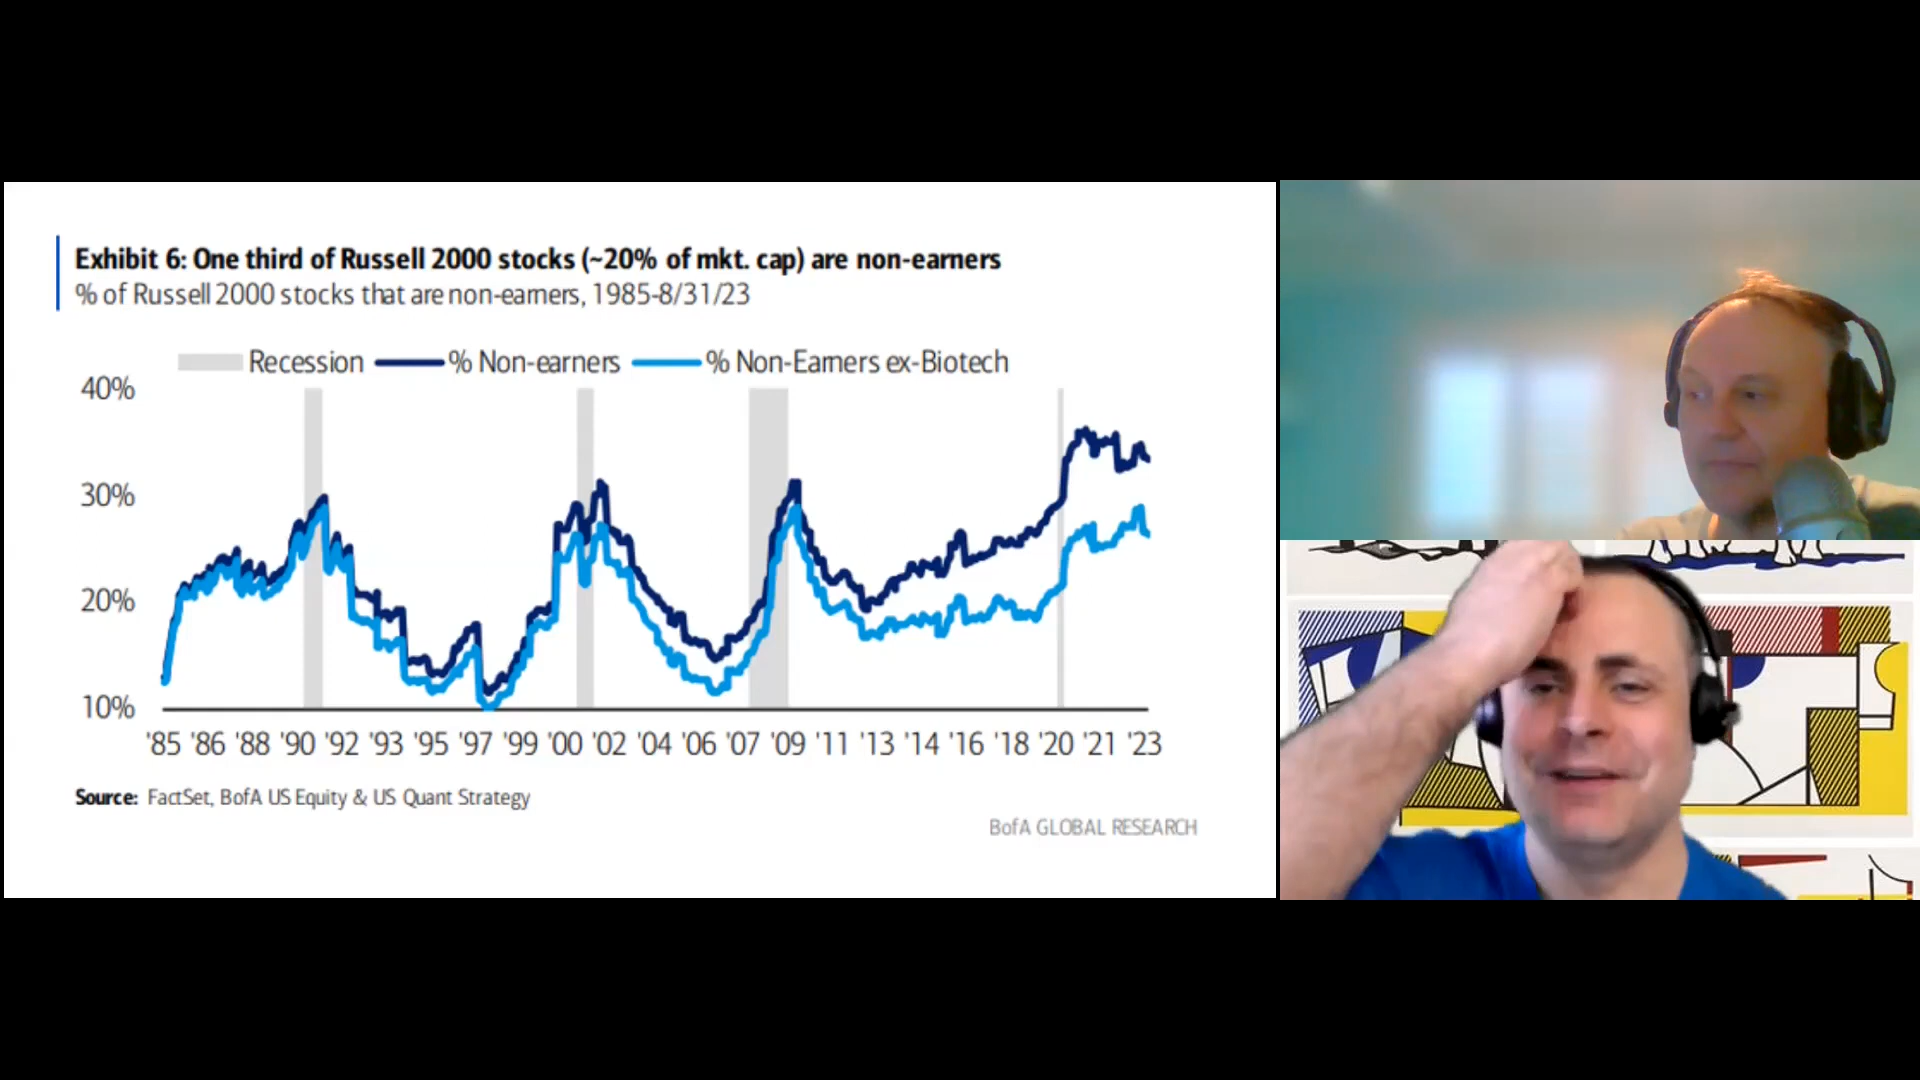 Exhibit 6: One third of Russell 2000 stocks (~20% of mkt. cap) are non-earners
% of Russell 2000 stocks that are non-earners, 1985-8/31/23
Recession % Non-earners % Non-Earners ex-Biotech
40%
30%
20%
10%
'85 '86 '88 '90 '92 '93 '95 '97 '99 '00 '02 '04 '06 '07 '09 '11 '13 '14 '16 '18 '20 '21 '23
Source: FactSet, BofA US Equity & US Quant Strategy
BofA GLOBAL RESEARCH